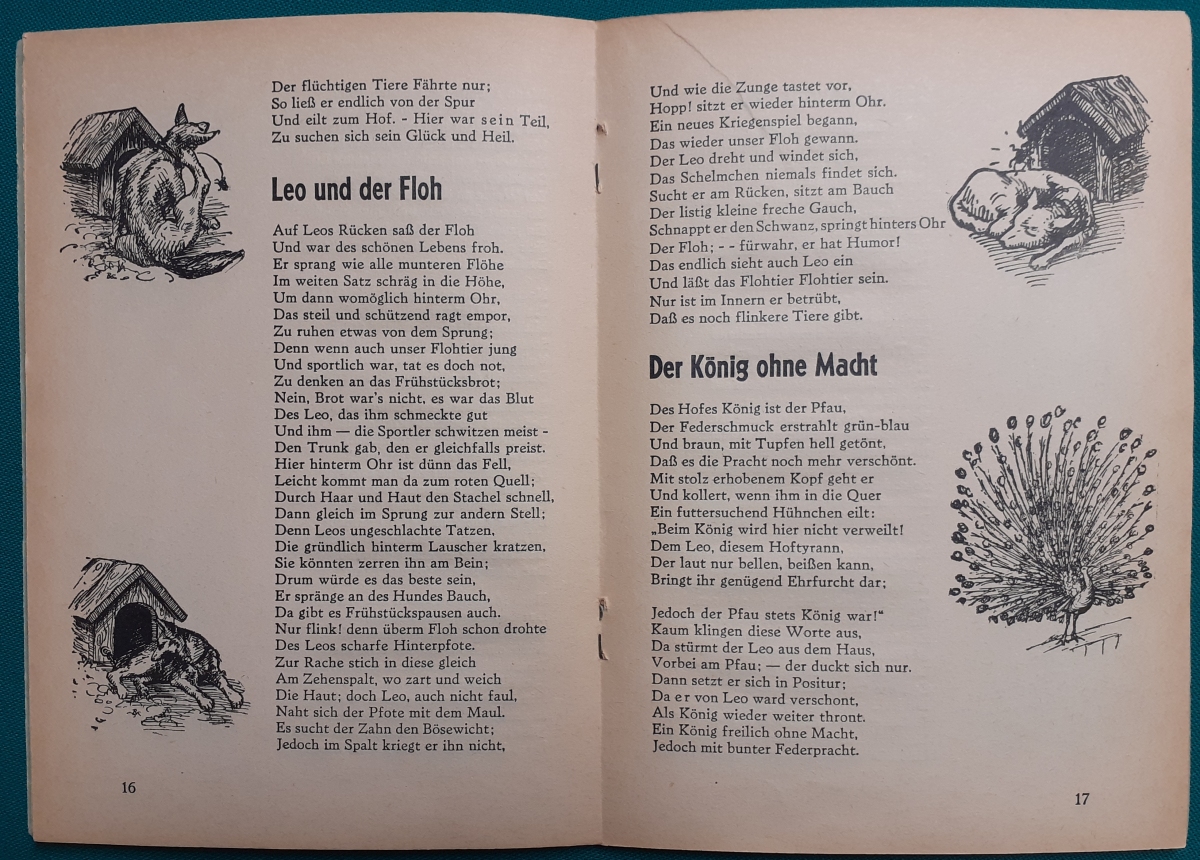 Der flüchtigen Tiere Fährte nur;
So ließ er endlich von der Spur
Und eilt zum Hof. - Hier war sein Teil,
Zu suchen sich sein Glück und Heil.
Leo und der Floh
Auf Leos Rücken saß der Floh
Und war des schönen Lebens froh.
Er sprang wie alle munteren Flöhe
Im weiten Satz schräg in die Höhe,
Um dann womöglich hinterm Ohr,
Das steil und schützend ragt empor,
Zu ruhen etwas von dem Sprung;
Denn wenn auch unser Flohtier jung
Und sportlich war, tat es doch not,
Zu denken an das Frühstücksbrot;
Nein, Brot war's nicht, es war das Blut
Des Leo, das ihm schmeckte gut
Und ihm — die Sportler schwitzen meist -
Den Trunk gab, den er gleichfalls preist.
Hier hinterm Ohr ist dünn das Fell,
Leicht kommt man da zum roten Quell;
Durch Haar und Haut den Stachel schnell,
Dann gleich im Sprung zur andern Stell;
Denn Leos ungeschlachte Tatzen,
Die gründlich hinterm Lauscher kratzen,
Sie könnten zerren ihn am Bein;
Drum würde es das beste sein,
Er spränge an des Hundes Bauch,
Da gibt es Frühstückspausen auch.
Nur flink! denn überm Floh schon drohte
Des Leos scharfe Hinterpfote.
Zur Rache stich in diese gleich
Am Zehenspalt, wo zart und weich
Die Haut; doch Leo, auch nicht faul,
Naht sich der Pfote mit dem Maul.
Es sucht der Zahn den Bösewicht;
Jedoch im Spalt kriegt er ihn nicht,
16
Und wie die Zunge tastet vor,
Hopp! sitzt er wieder hinterm Ohr.
Ein neues Kriegenspiel begann,
Das wieder unser Floh gewann.
Der Leo dreht und windet sich,
Das Schelmchen niemals findet sich.
Sucht er am Rücken, sitzt am Bauch
Der listig kleine freche Gauch,
Schnappt er den Schwanz, springt hinters Ohr
Der Floh; - - fürwahr, er hat Humor!
Das endlich sieht auch Leo ein
Und läßt das Flohtier Flohtier sein.
Nur ist im Innern er betrübt,
Daß es noch flinkere Tiere gibt.
Der König ohne Macht
Des Hofes König ist der Pfau,
Der Federschmuck erstrahlt grün-blau
Und braun, mit Tupfen hell getönt,
Daß es die Pracht noch mehr verschönt.
Mit stolz erhobenem Kopf geht er
Und kollert, wenn ihm in die Quer
Ein futtersuchend Hühnchen eilt:
„Beim König wird hier nicht verweilt!
Dem Leo, diesem Hoftyrann,
Der laut nur bellen, beißen kann,
Bringt ihr genügend Ehrfurcht dar;
Jedoch der Pfau stets König war!“
Kaum klingen diese Worte aus,
Da stürmt der Leo aus dem Haus,
Vorbei am Pfau; — der duckt sich nur.
Dann setzt er sich in Positur;
Da er von Leo ward verschont,
Als König wieder weiter thront.
Ein König freilich ohne Macht,
Jedoch mit bunter Federpracht.
17